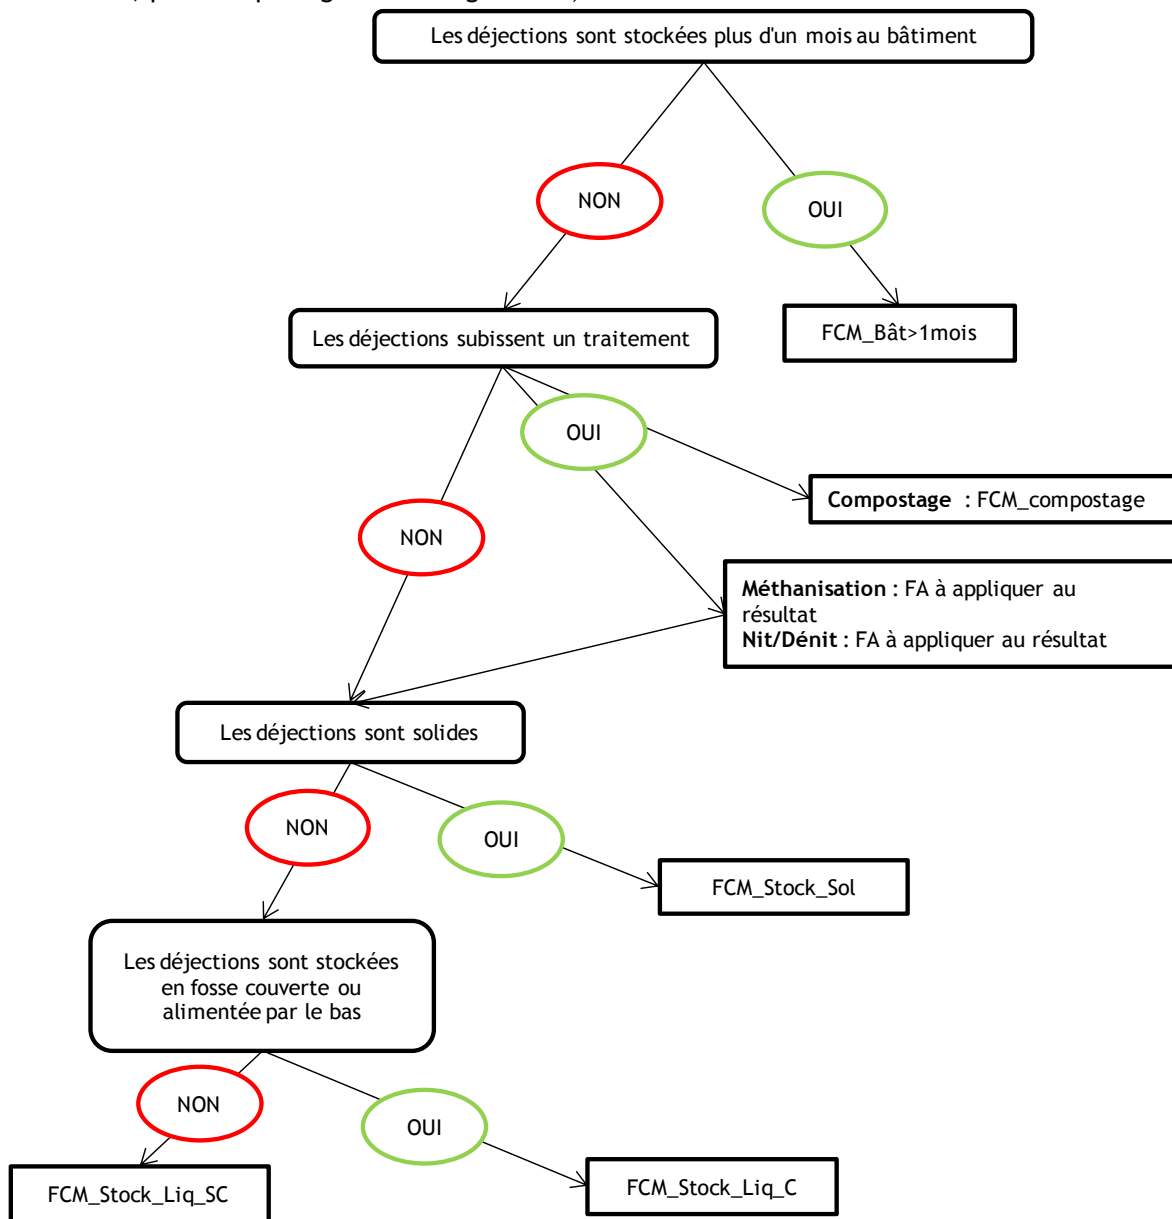 Les déjections sont stockées plus d'un mois au bâtiment
NON
OUI
Les déjections subissent un traitement
FCM_Bât>1mois
OUI
Compostage : FCM_compostage
NON
Méthanisation : FA à appliquer au
résultat
Nit/Dénit : FA à appliquer au résultat
Les déjections sont solides
NON
OUI
FCM_Stock_Sol
Les déjections sont stockées
en fosse couverte ou
alimentée par le bas
NON
OUI
FCM_Stock_Liq_SC
FCM_Stock_Liq_C